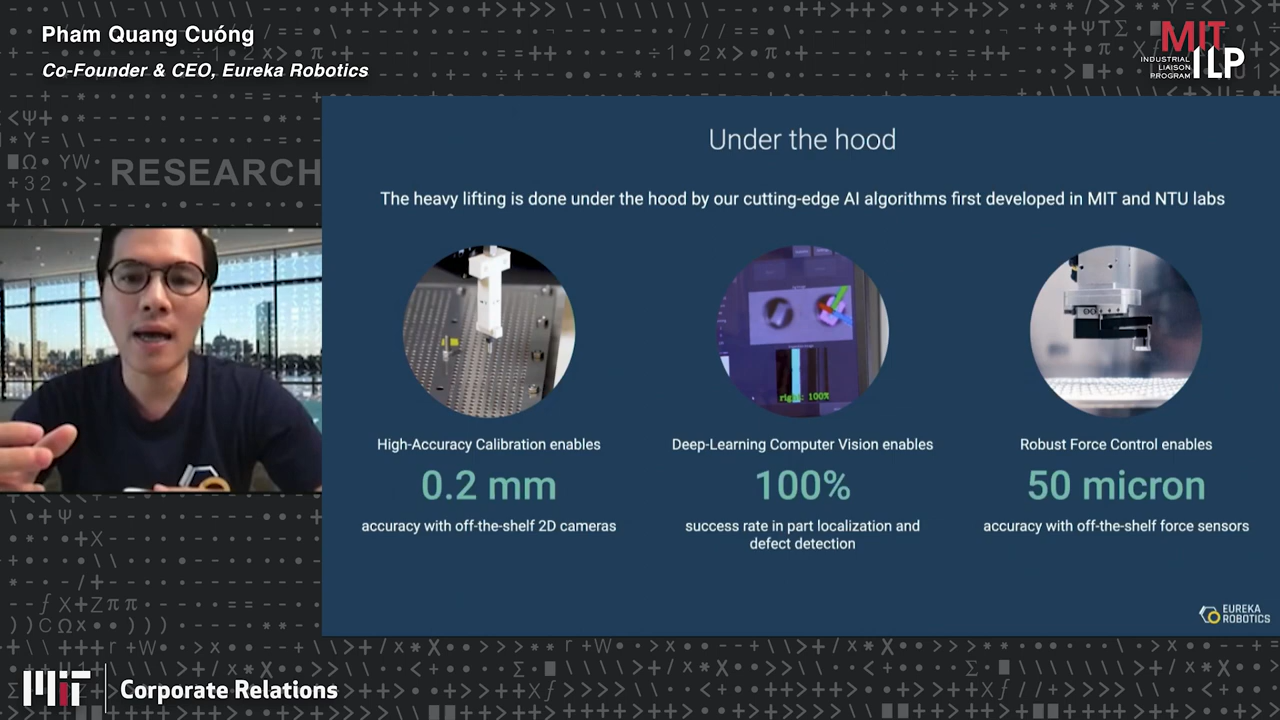 Pham Quang Cuóng
Co-Founder & CEO, Eureka Robotics
MIT
INDUSTRIAL
LIAISON
PROGRAM
ILP
RESEARCH
Under the hood
The heavy lifting is done under the hood by our cutting-edge AI algorithms first developed in MIT and NTU labs
right: 100%
High-Accuracy Calibration enables
0.2 mm
accuracy with off-the-shelf 2D cameras
Deep-Learning Computer Vision enables
100%
success rate in part localization and
defect detection
Robust Force Control enables
50 micron
accuracy with off-the-shelf force sensors
EUREKA
ROBOTICS
MIT
Corporate Relations